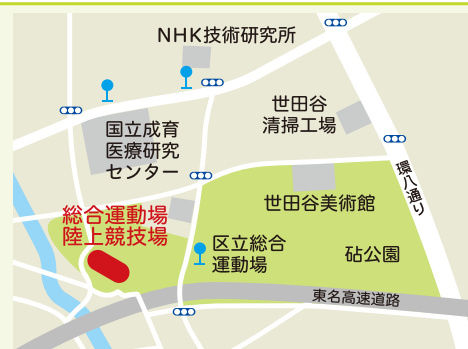 NHK技術研究所
世田谷
清掃工場
国立成育
医療研究
センター
環八通り
世田谷美術館
総合運動場
陸上競技場
区立総合
運動場
砧公園
東名高速道路